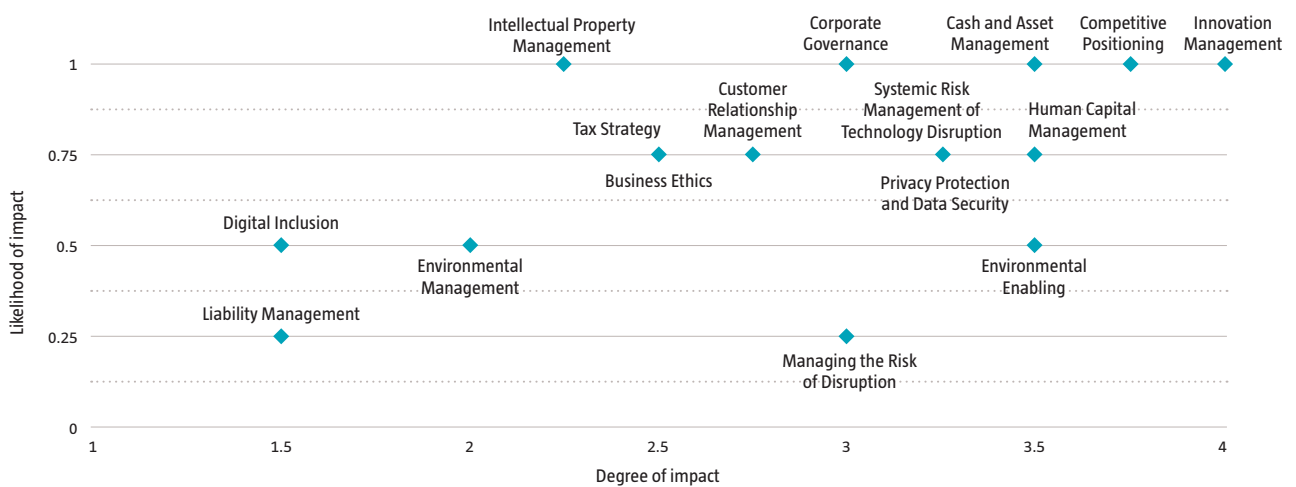 Intellectual Property
Management
Corporate
Governance
Cash and Asset
Management
Competitive
Positioning
Innovation
Management
1
Customer
Relationship
Management
Systemic Risk
Management of
Technology Disruption
Human Capital
Management
Tax Strategy
0.75
Business Ethics
Privacy Protection
and Data Security
Digital Inclusion
0.5
Environmental
Management
Environmental
Enabling
Liability Management
0.25
Managing the Risk
of Disruption
0
Likelihood of impact
1
1.5
2
2.5
3
3.5
4
Degree of impact